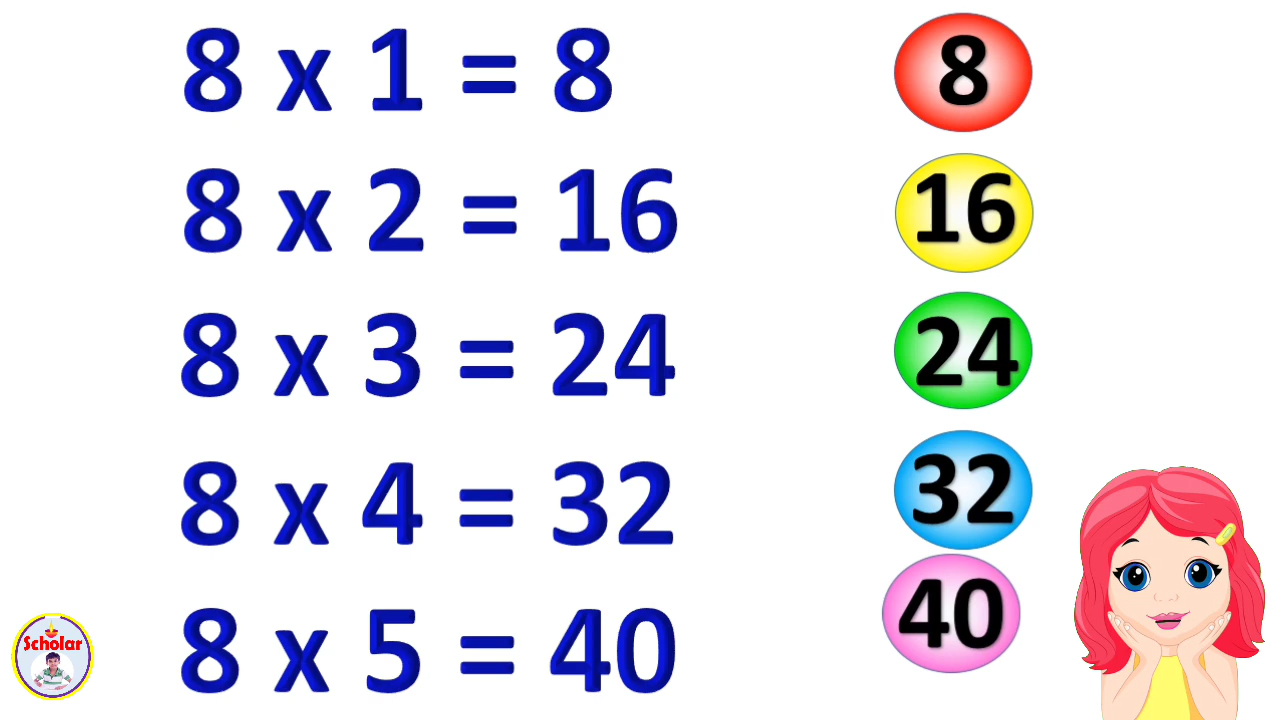 8 x 1 = 8
8
8 x 2 = 16
16
8 x 3 = 24
24
8 x 4 = 32
32
8 x 5 = 40
40
Scholar